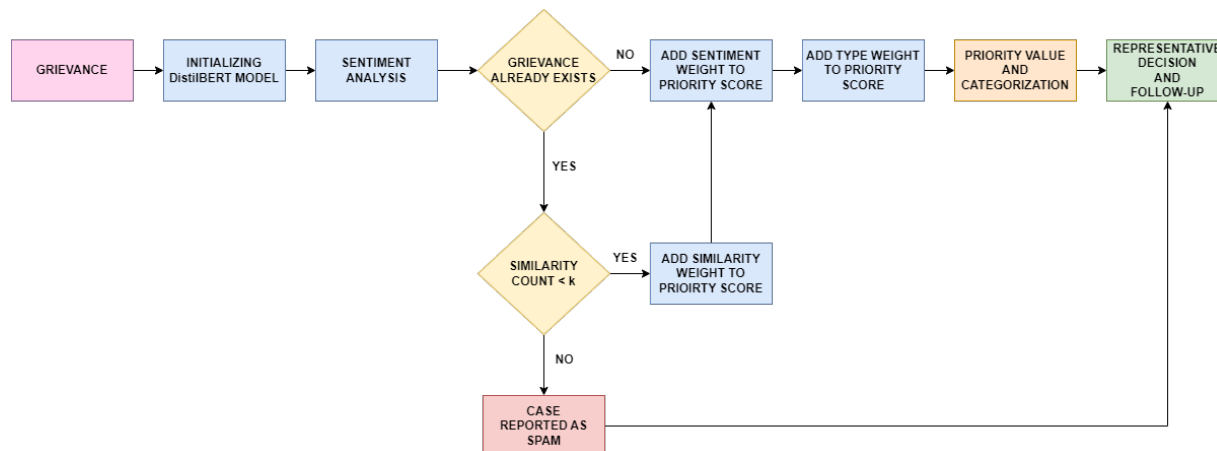 GRIEVANCE
INITIALIZING
DistilBERT MODEL
SENTIMENT
ANALYSIS
GRIEVANCE
ALREADY EXISTS
NO
ADD SENTIMENT
WEIGHT TO
PRIORITY SCORE
ADD TYPE WEIGHT
TO PRIORITY
SCORE
PRIORITY VALUE
AND
CATEGORIZATION
REPRESENTATIVE
DECISION
AND
FOLLOW-UP
YES
SIMILARITY
COUNT < k
YES
ADD SIMILARITY
WEIGHT TO
PRIOIRTY SCORE
NO
CASE
REPORTED AS
SPAM